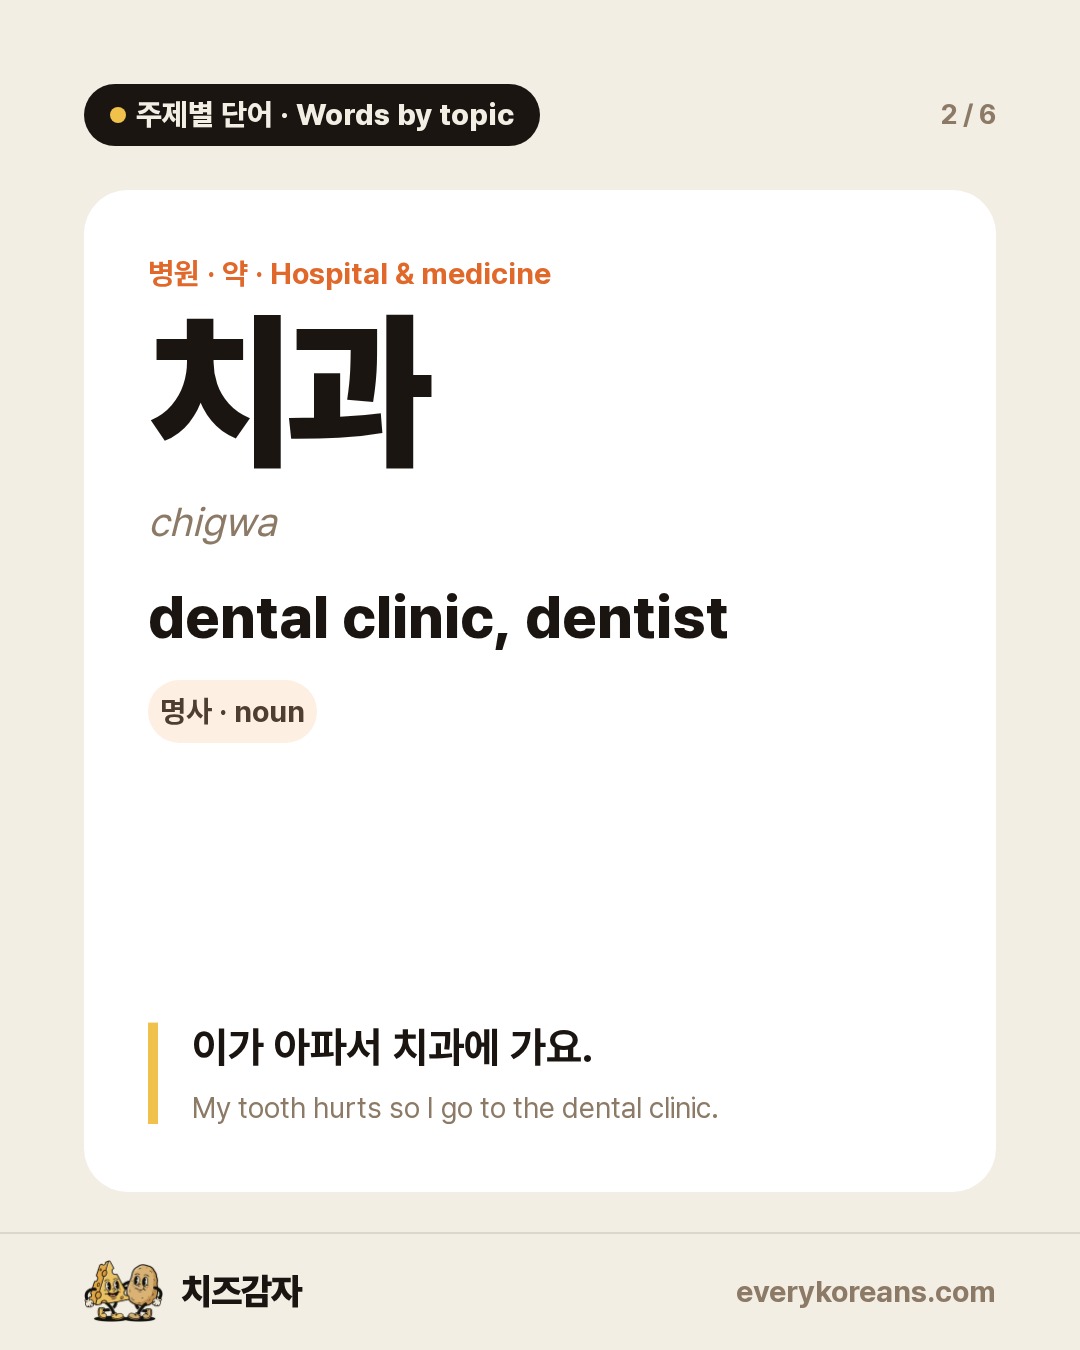 주제별 단어 · Words by topic
2 / 6
병원 · 약 · Hospital & medicine
치과
chigwa
dental clinic, dentist
명사 · noun
이가 아파서 치과에 가요.
My tooth hurts so I go to the dental clinic.
치즈감자
everykoreans.com